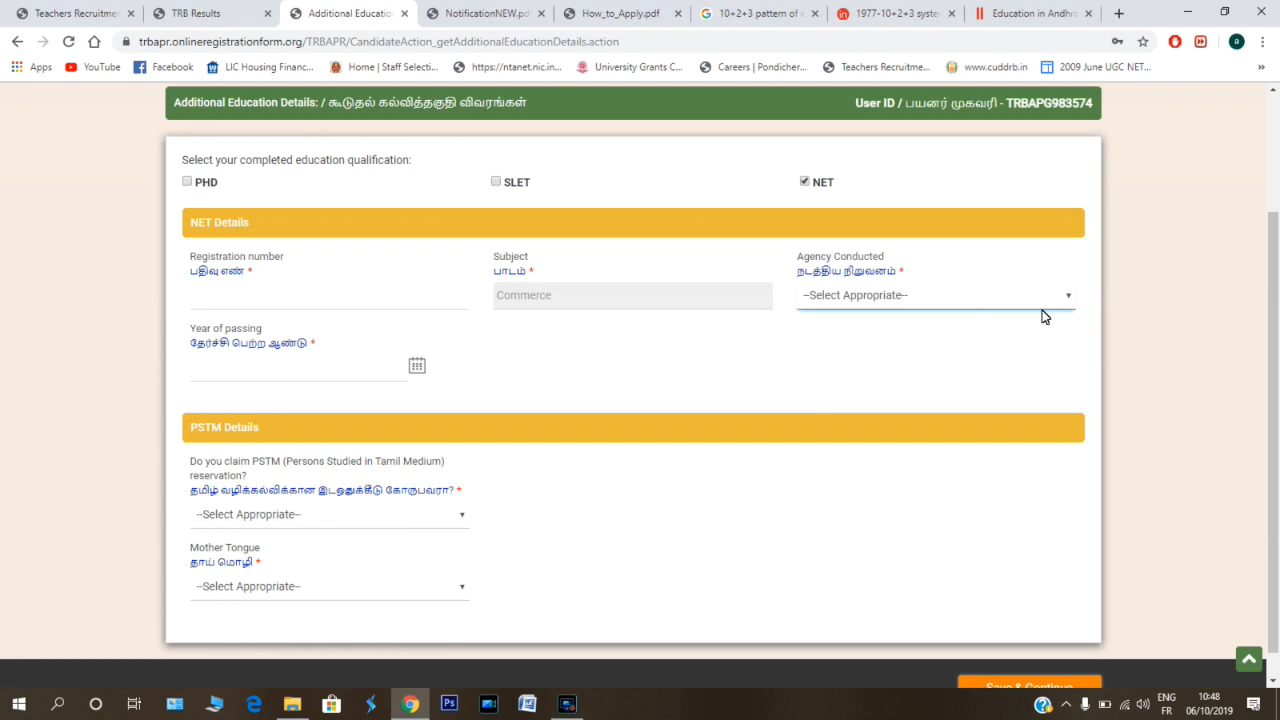 Teachers Recruitme
TRB Results
Additional Educatio
NotificationNEW.pd
How_to_Apply.pdf
10+2+3 pattern of e
1977-10+2+3 syste
Education in Andhra
trbapr.onlineregistrationform.org/TRBAPR/CandidateAction_getAdditionalEducationDetails.action
Apps
YouTube
Facebook
LIC Housing Financ...
Home | Staff Selecti...
https://ntanet.nic.in...
University Grants C...
Careers | Pondicher...
Teachers Recruitme...
www.cuddrb.in
2009 June UGC NET...
Additional Education Details: / கூடுதல் கல்வித்தகுதி விவரங்கள்
User ID / பயனர் முகவரி - TRBAPG983574
Select your completed education qualification:
PHD
SLET
NET
NET Details
Registration number
பதிவு எண் *
Subject
பாடம் *
Commerce
Agency Conducted
நடத்திய நிறுவனம் *
--Select Appropriate--
Year of passing
தேர்ச்சி பெற்ற ஆண்டு *
PSTM Details
Do you claim PSTM (Persons Studied in Tamil Medium)
reservation?
தமிழ் வழிக்கல்விக்கான இடஒதுக்கீடு கோருபவரா? *
--Select Appropriate--
Mother Tongue
தாய் மொழி *
--Select Appropriate--
Save & Continue
ENG
FR
10:48
06/10/2019